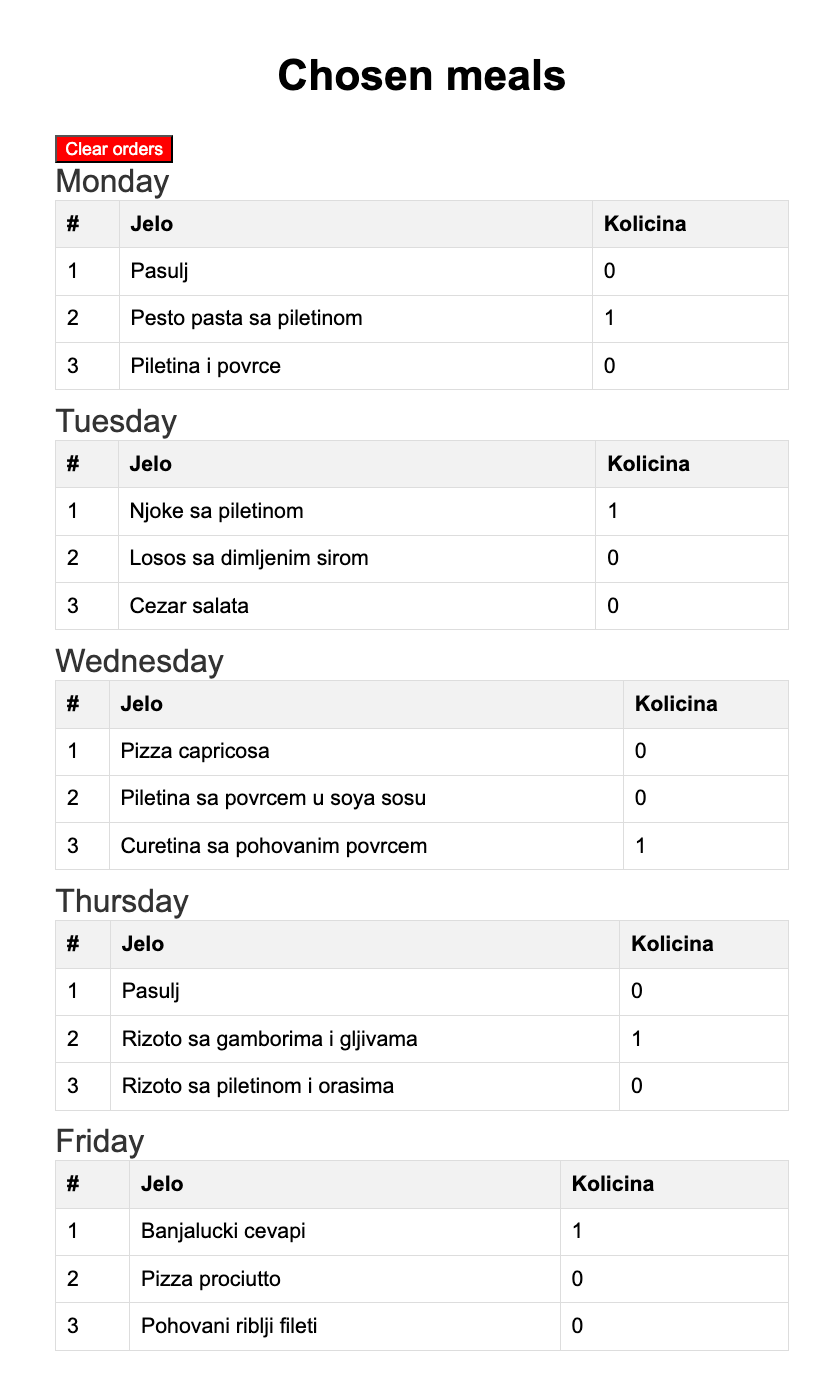 Chosen meals
Clear orders
Monday
# Jelo Kolicina
1 Pasulj 0
2 Pesto pasta sa piletinom 1
3 Piletina i povrce 0
Tuesday
# Jelo Kolicina
1 Njoke sa piletinom 1
2 Losos sa dimljenim sirom 0
3 Cezar salata 0
Wednesday
# Jelo Kolicina
1 Pizza capricosa 0
2 Piletina sa povrcem u soya sosu 0
3 Curetina sa pohovanim povrcem 1
Thursday
# Jelo Kolicina
1 Pasulj 0
2 Rizoto sa gamborima i gljivama 1
3 Rizoto sa piletinom i orasima 0
Friday
# Jelo Kolicina
1 Banjalucki cevapi 1
2 Pizza prociutto 0
3 Pohovani riblji fileti 0